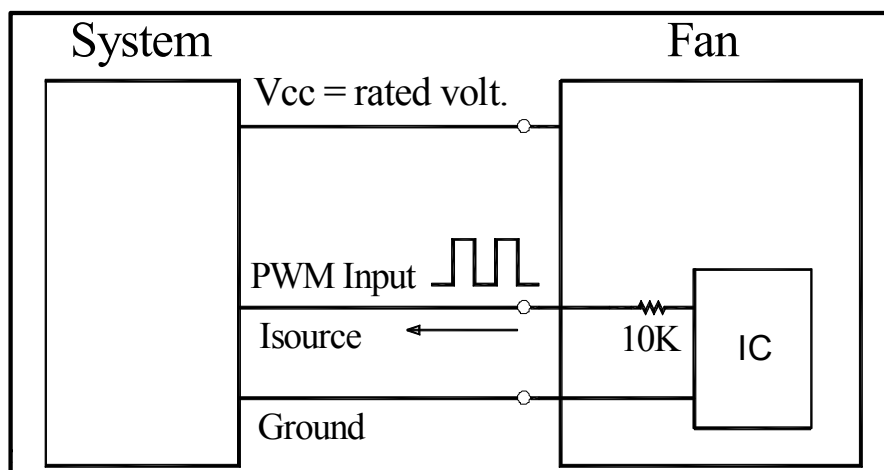 System
Fan
Vcc = rated volt.
PWM Input
Isource
10K
IC
Ground